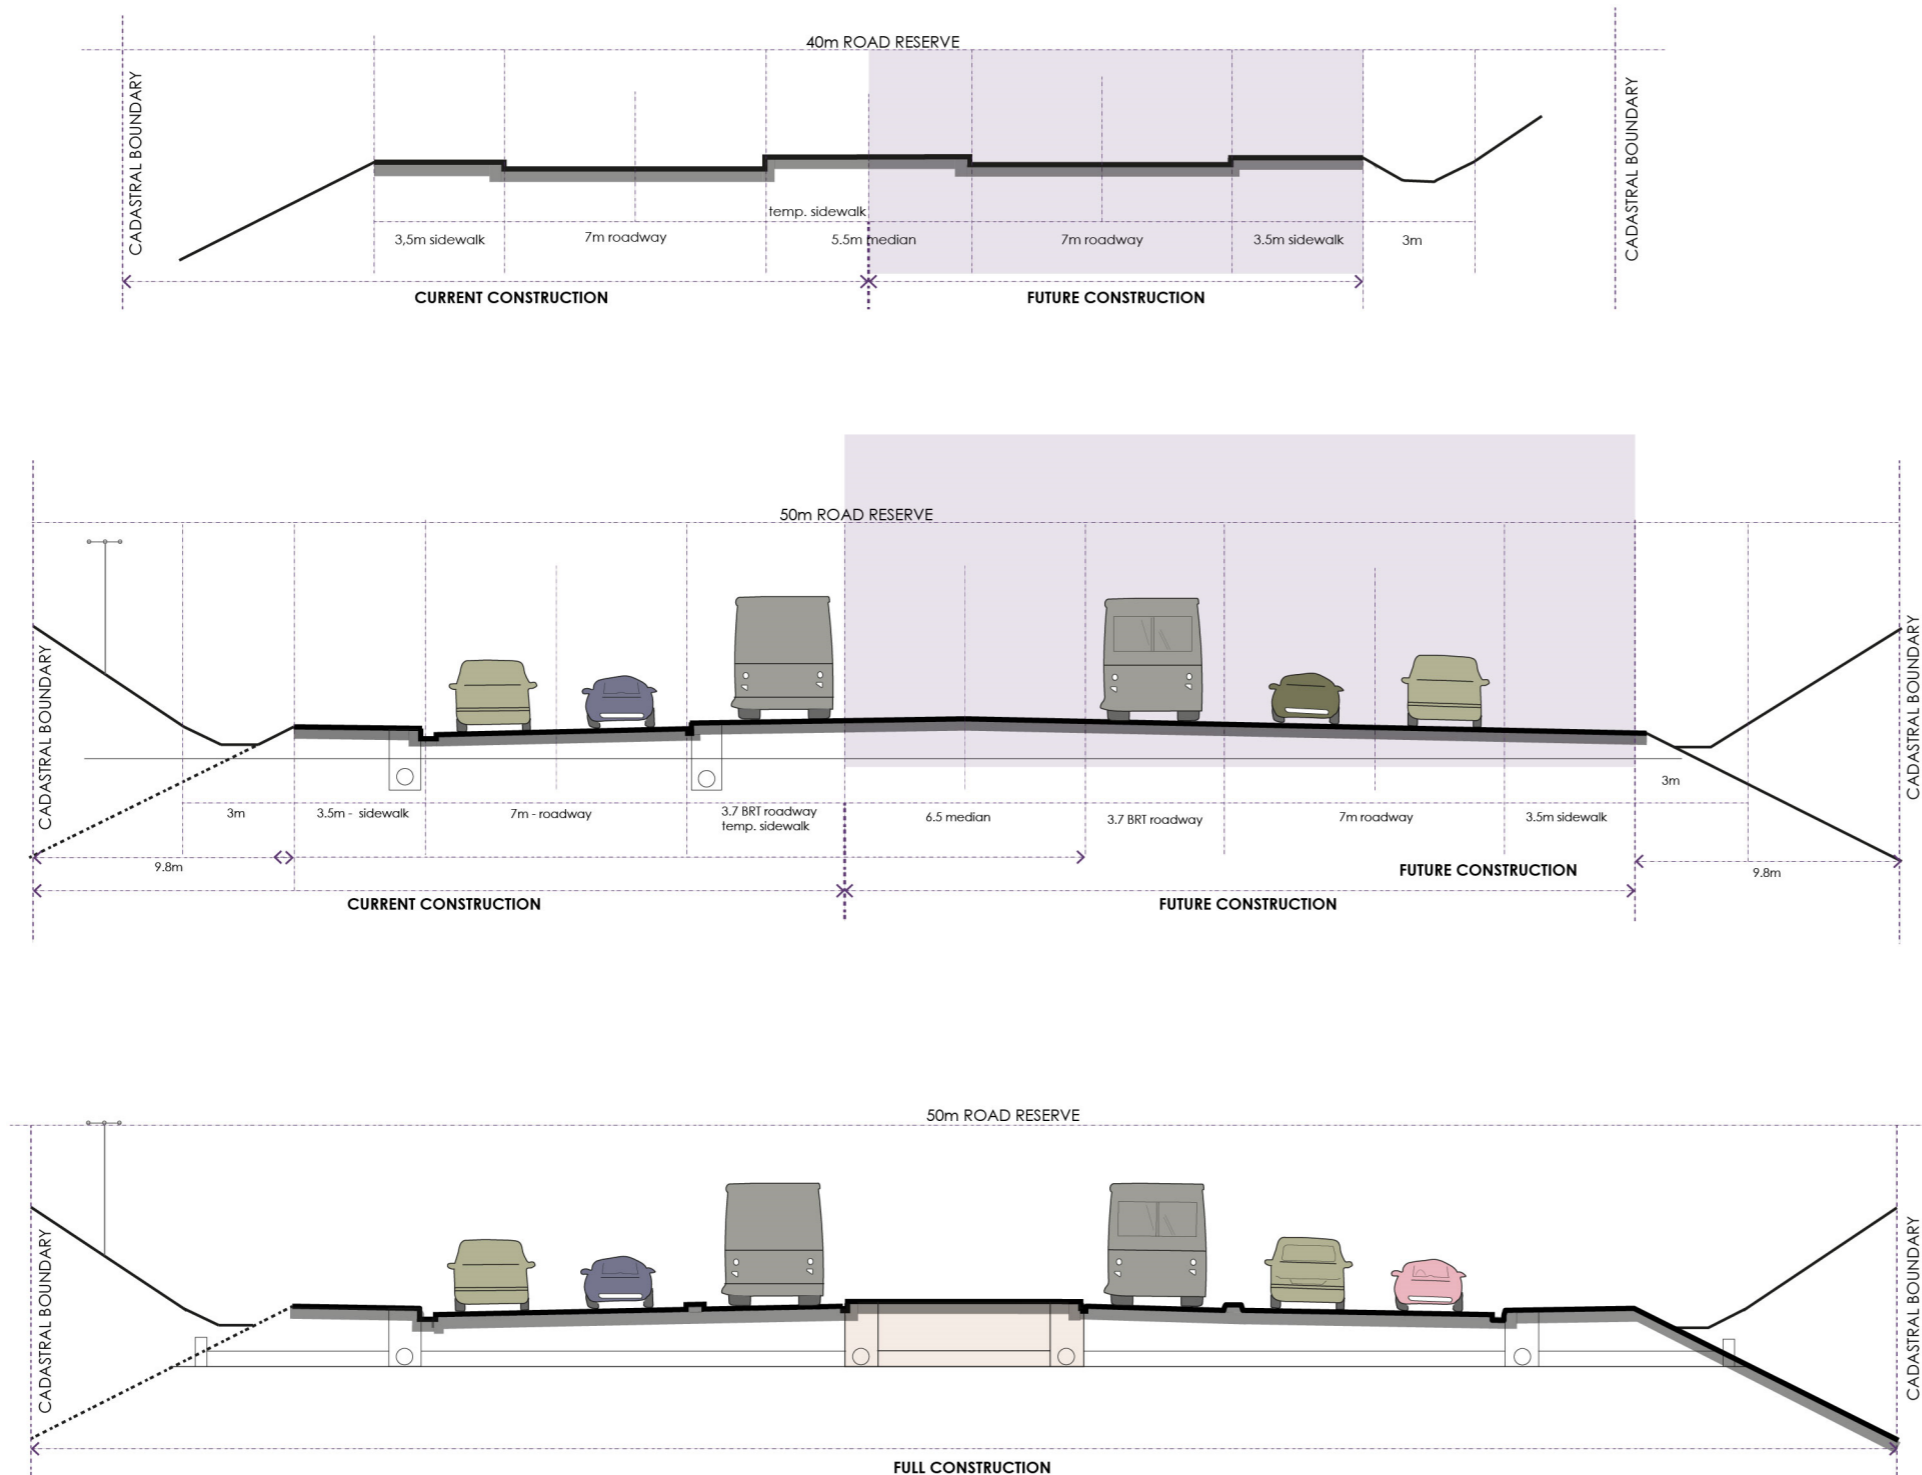 40m ROAD RESERVE
CADASTRAL BOUNDARY
CADASTRAL BOUNDARY
temp. sidewalk
3,5m sidewalk
7m roadway
5.5m median
7m roadway
3.5m sidewalk
3m
CURRENT CONSTRUCTION
FUTURE CONSTRUCTION
50m ROAD RESERVE
CADASTRAL BOUNDARY
CADASTRAL BOUNDARY
3m
3m
3.5m - sidewalk
7m - roadway
3.7 BRT roadway
temp. sidewalk
6.5 median
3.7 BRT roadway
7m roadway
3.5m sidewalk
9.8m
FUTURE CONSTRUCTION
9.8m
CURRENT CONSTRUCTION
FUTURE CONSTRUCTION
50m ROAD RESERVE
CADASTRAL BOUNDARY
CADASTRAL BOUNDARY
FULL CONSTRUCTION